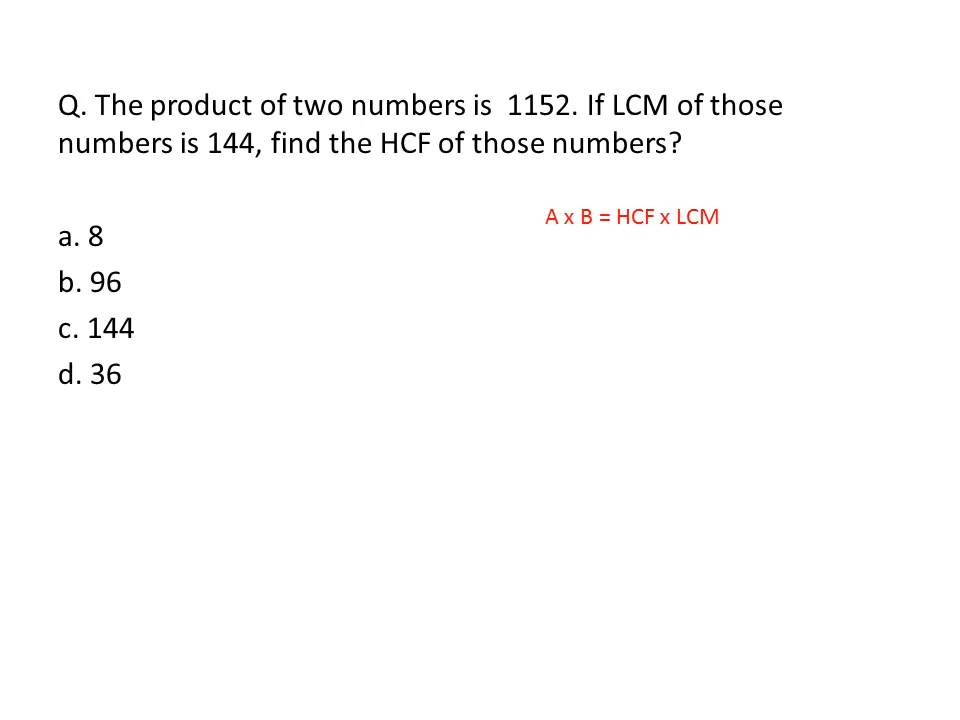 Q. The product of two numbers is  1152. If LCM of those
numbers is 144, find the HCF of those numbers?
A x B = HCF x LCM
a. 8
b. 96
c. 144
d. 36